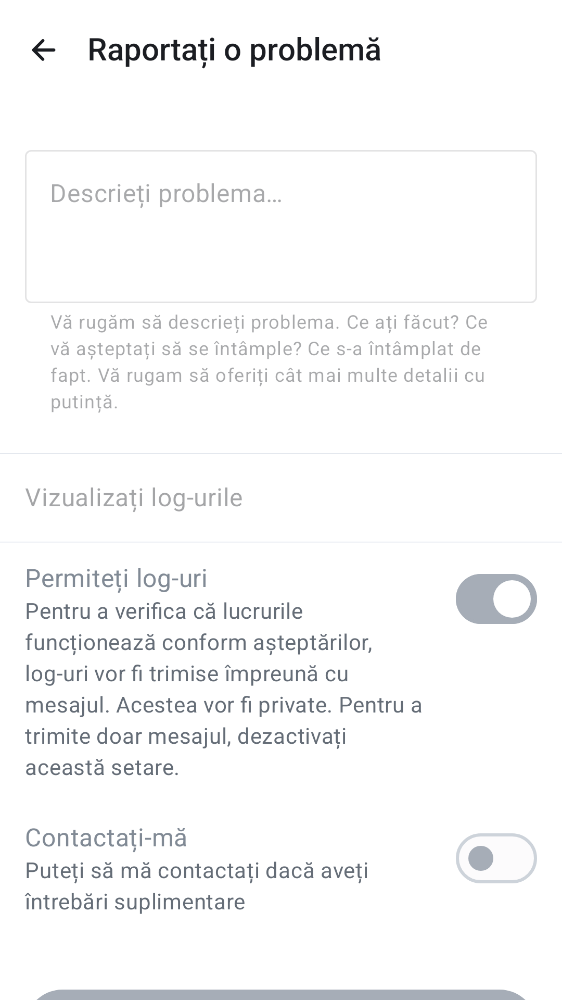 Raportați o problemă
Descrieți problema…
Vă rugăm să descrieți problema. Ce ați făcut? Ce
vă așteptați să se întâmple? Ce s-a întâmplat de
fapt. Vă rugam să oferiți cât mai multe detalii cu
putință.
Vizualizați log-urile
Permiteți log-uri
Pentru a verifica că lucrurile
funcționează conform așteptărilor,
log-uri vor fi trimise împreună cu
mesajul. Acestea vor fi private. Pentru a
trimite doar mesajul, dezactivați
această setare.
Contactați-mă
Puteți să mă contactați dacă aveți
întrebări suplimentare